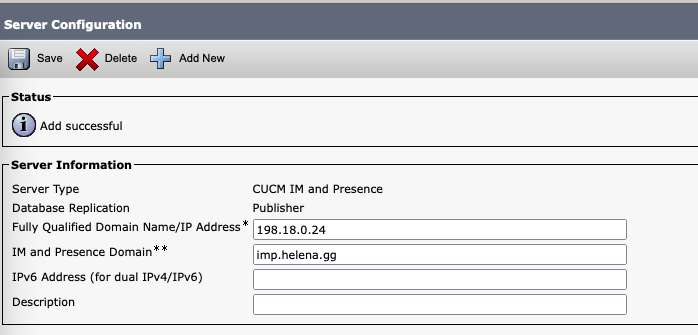 Server Configuration
Save Delete Add New
Status
i Add successful
Server Information
Server Type CUCM IM and Presence
Database Replication Publisher
Fully Qualified Domain Name/IP Address* 198.18.0.24
IM and Presence Domain** imp.helena.gg
IPv6 Address (for dual IPv4/IPv6)
Description